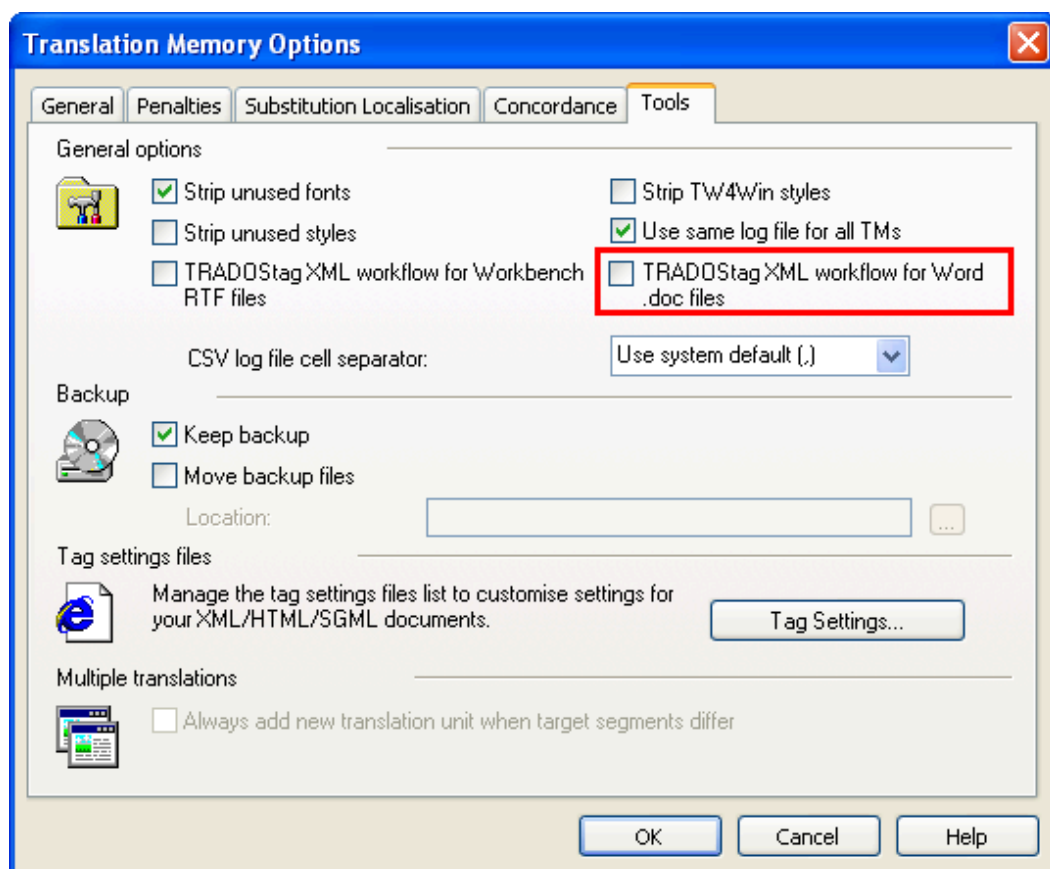 Translation Memory Options
General
Penalties
Substitution Localisation
Concordance
Tools
General options
Strip unused fonts
Strip TW4Win styles
Strip unused styles
Use same log file for all TMs
TRADOStag XML workflow for Workbench
RTF files
TRADOStag XML workflow for Word
.doc files
CSV log file cell separator:
Use system default (,)
Backup
Keep backup
Move backup files
Location:
...
Tag settings files
Manage the tag settings files list to customise settings for
your XML/HTML/SGML documents.
Tag Settings...
Multiple translations
Always add new translation unit when target segments differ
OK
Cancel
Help